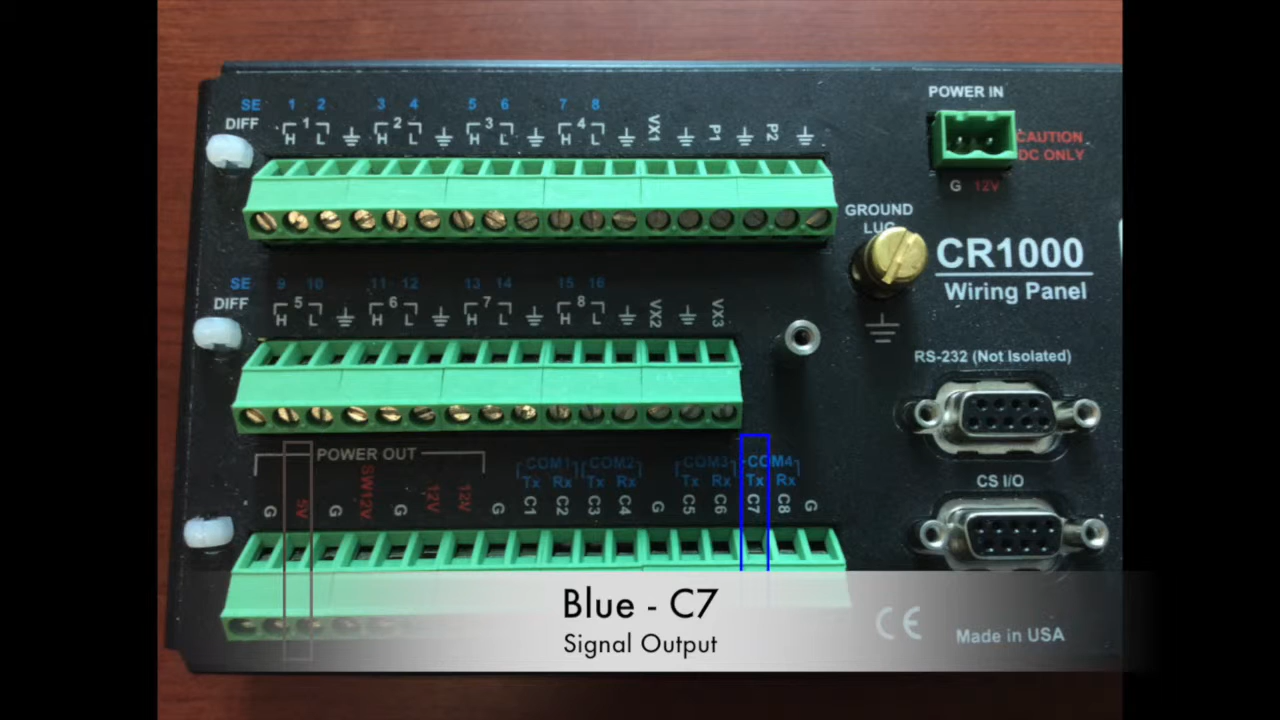 SE 1 2 3 4 5 6 7 8
DIFF 1 2 3 4
H L H L H L H L VX1 P1 P2
POWER IN
CAUTION
DC ONLY
G 12V
GROUND
LUG
CR1000
Wiring Panel
SE 9 10 11 12 13 14 15 16
DIFF 5 6 7 8
H L H L H L H L VX2 VX3
RS-232 (Not Isolated)
POWER OUT
COM1 COM2 COM3 COM4
Tx Rx Tx Rx Tx Rx Tx Rx
G 5V G SW12V G 12V 12V G C1 C2 C3 C4 G C5 C6 C7 C8 G
CS I/O
Blue - C7
Signal Output
CE
Made in USA